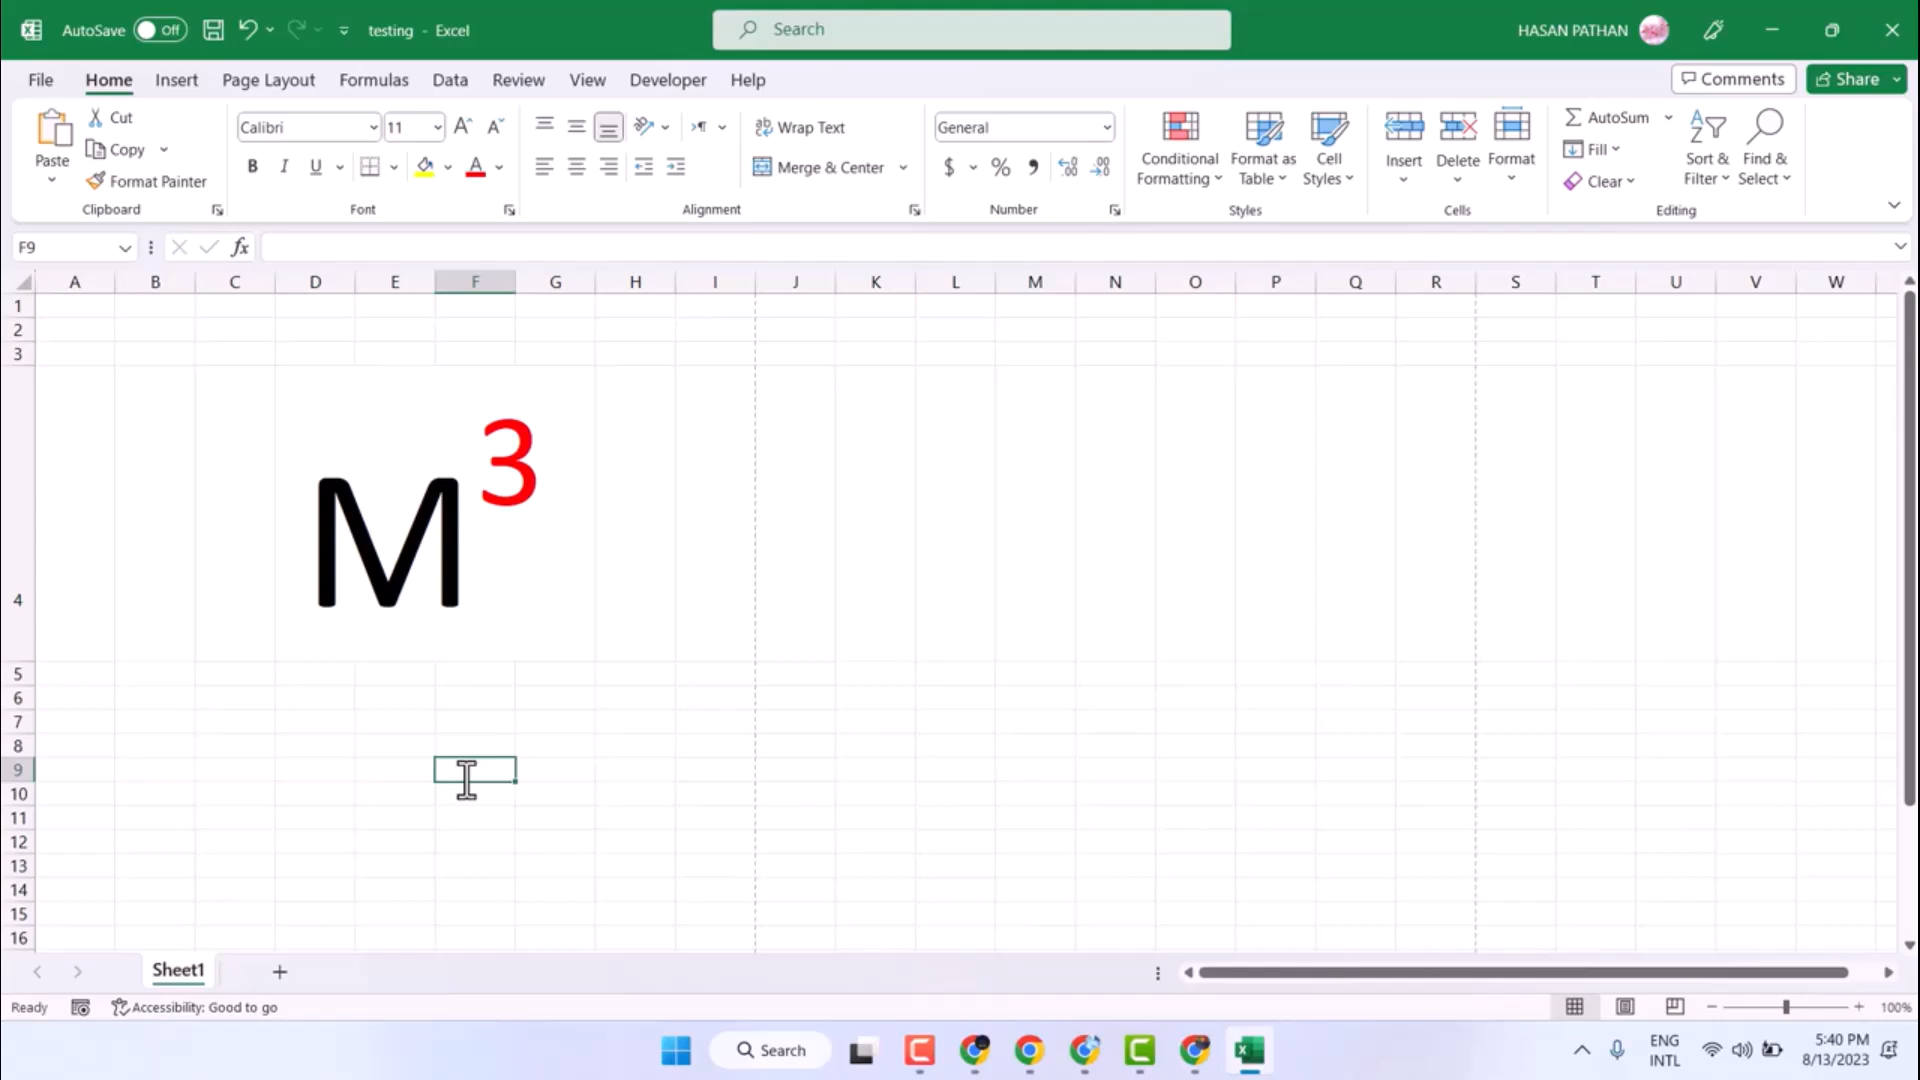 AutoSave Off testing - Excel Search HASAN PATHAN
File Home Insert Page Layout Formulas Data Review View Developer Help Comments Share
Paste Cut Copy Format Painter Clipboard
Calibri 11 B I U A Font
Wrap Text Merge & Center Alignment
General $ % Number
Conditional Formatting Format as Table Cell Styles Styles
Insert Delete Format Cells
AutoSum Fill Clear Sort & Filter Find & Select Editing
F9 fx
A B C D E F G H I J K L M N O P Q R S T U V W
1
2
3
M³
4
5
6
7
8
9
10
11
12
13
14
15
16
Sheet1
Ready Accessibility: Good to go 100%
Search ENG INTL 5:40 PM 8/13/2023